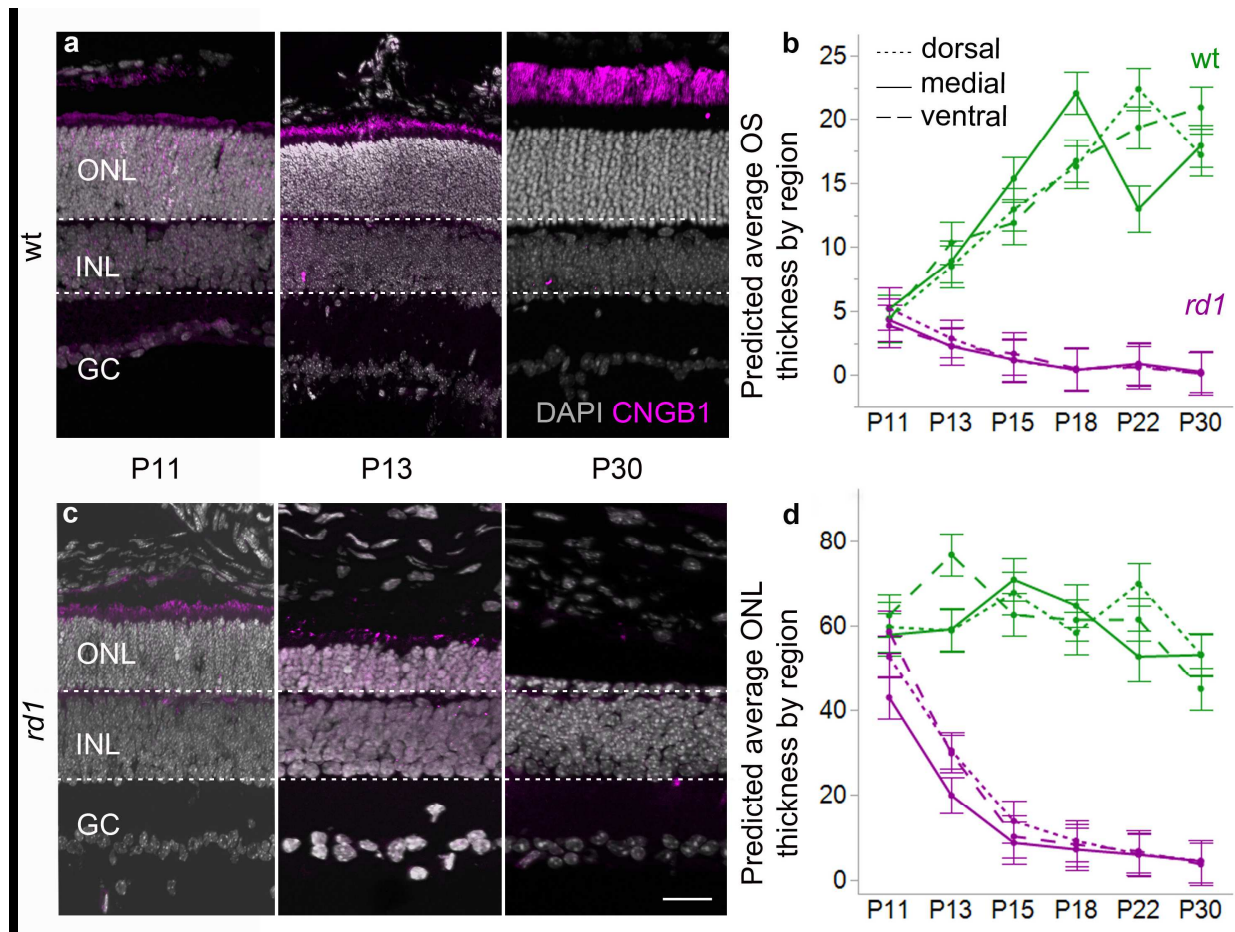 a
wt
ONL
INL
GC
DAPI CNGB1
P11 P13 P30
c
rd1
ONL
INL
GC
b
dorsal
medial
ventral
wt
rd1
Predicted average OS
thickness by region
25
20
15
10
5
0
P11 P13 P15 P18 P22 P30
d
Predicted average ONL
thickness by region
80
60
40
20
0
P11 P13 P15 P18 P22 P30